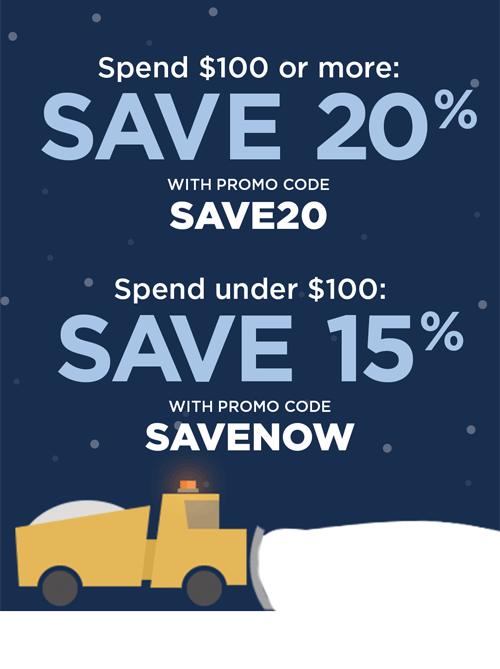 Spend $100 or more:
SAVE 20%
WITH PROMO CODE
SAVE20
Spend under $100:
SAVE 15%
WITH PROMO CODE
SAVENOW